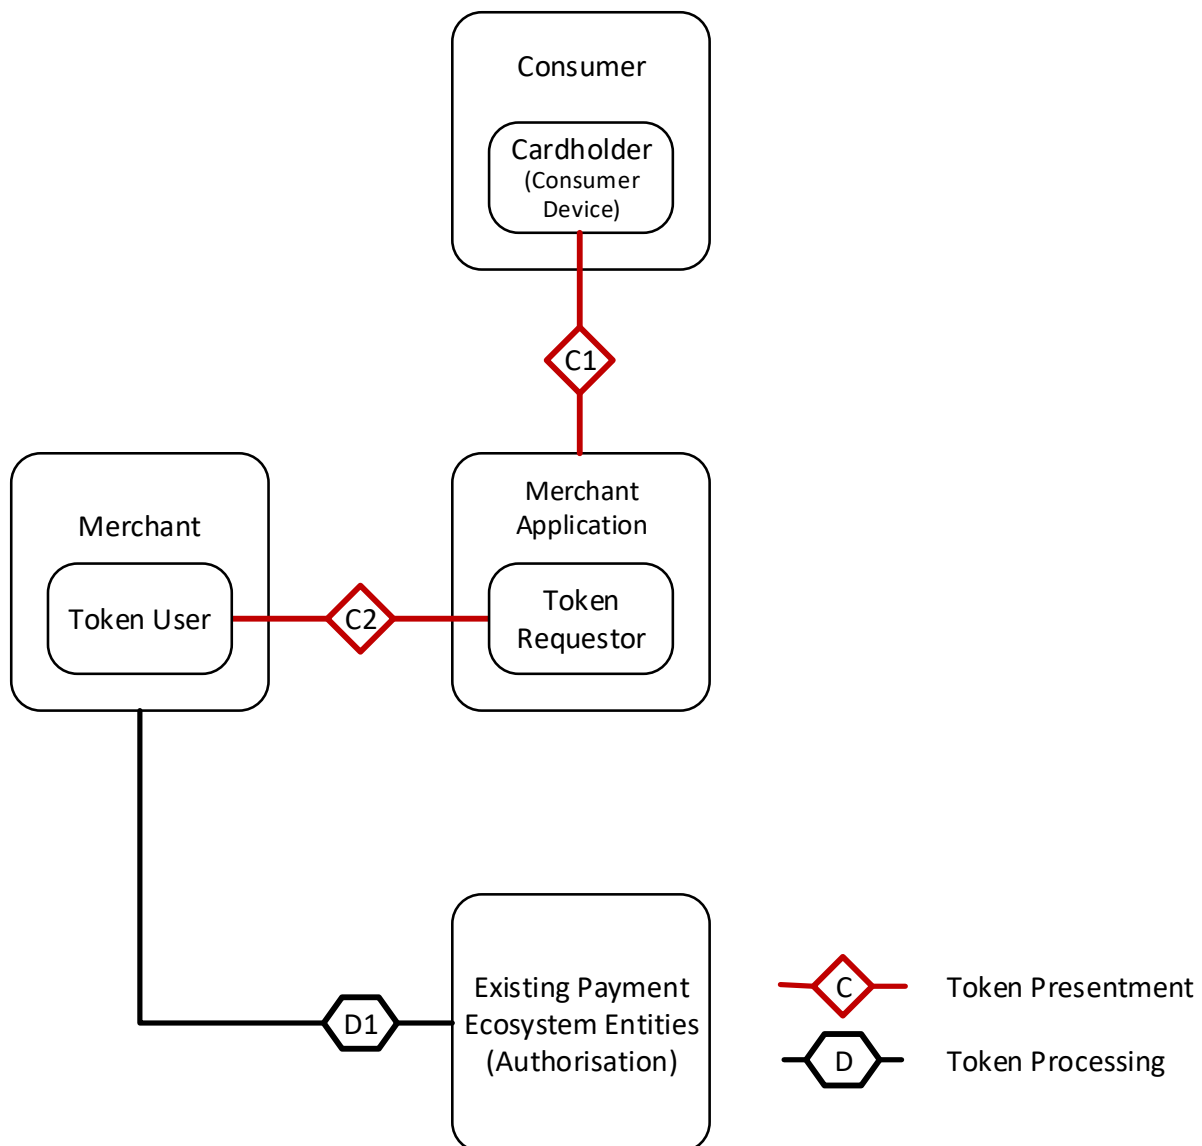 Consumer
Cardholder
(Consumer
Device)
C1
Merchant
Application
Token
Requestor
Merchant
Token User
C2
D1
Existing Payment
Ecosystem Entities
(Authorisation)
C
Token Presentment
D
Token Processing